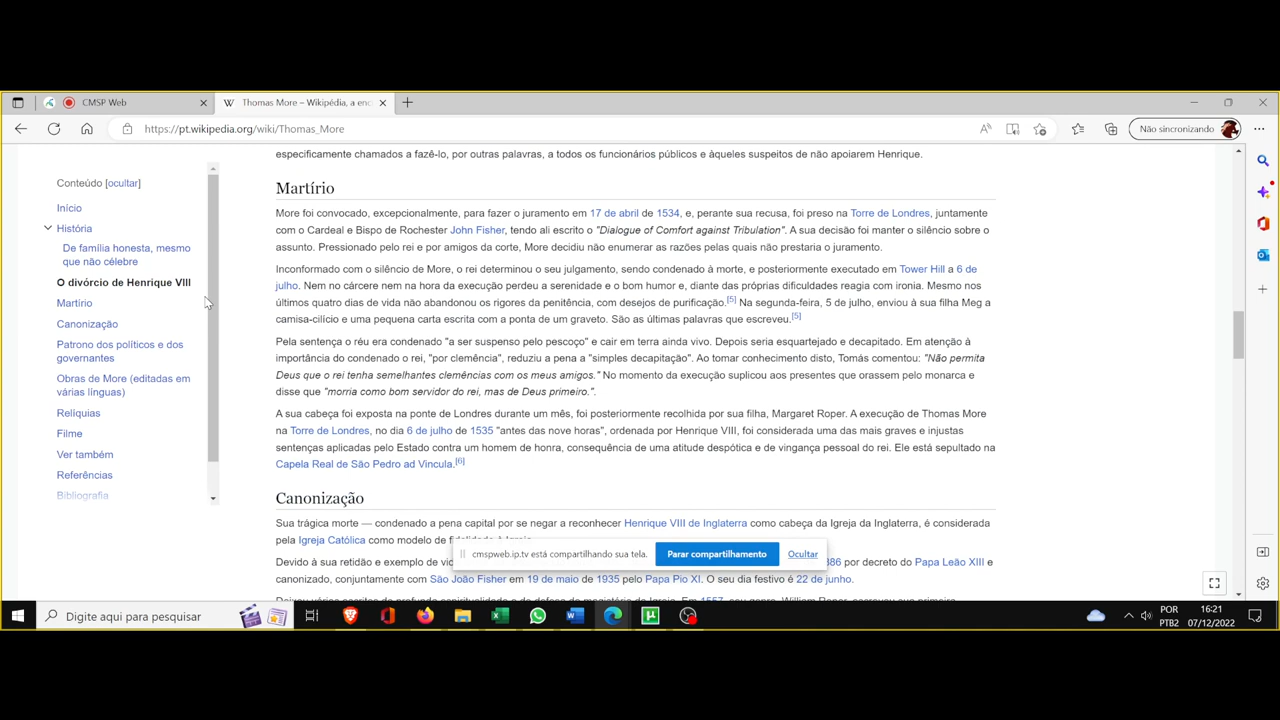 CMSP Web
Thomas More – Wikipédia, a enc
https://pt.wikipedia.org/wiki/Thomas_More
Não sincronizando
Conteúdo [ocultar]
Início
História
De família honesta, mesmo
que não célebre
O divórcio de Henrique VIII
Martírio
Canonização
Patrono dos políticos e dos
governantes
Obras de More (editadas em
várias línguas)
Relíquias
Filme
Ver também
Referências
Bibliografia
especificamente chamados a fazê-lo, por outras palavras, a todos os funcionários públicos e àqueles suspeitos de não apoiarem Henrique.
Martírio
More foi convocado, excepcionalmente, para fazer o juramento em 17 de abril de 1534, e, perante sua recusa, foi preso na Torre de Londres, juntamente
com o Cardeal e Bispo de Rochester John Fisher, tendo ali escrito o "Dialogue of Comfort against Tribulation". A sua decisão foi manter o silêncio sobre o
assunto. Pressionado pelo rei e por amigos da corte, More decidiu não enumerar as razões pelas quais não prestaria o juramento.
Inconformado com o silêncio de More, o rei determinou o seu julgamento, sendo condenado à morte, e posteriormente executado em Tower Hill a 6 de
julho. Nem no cárcere nem na hora da execução perdeu a serenidade e o bom humor e, diante das próprias dificuldades reagia com ironia. Mesmo nos
últimos quatro dias de vida não abandonou os rigores da penitência, com desejos de purificação.[5] Na segunda-feira, 5 de julho, enviou à sua filha Meg a
camisa-cilício e uma pequena carta escrita com a ponta de um graveto. São as últimas palavras que escreveu.[5]
Pela sentença o réu era condenado "a ser suspenso pelo pescoço" e cair em terra ainda vivo. Depois seria esquartejado e decapitado. Em atenção à
importância do condenado o rei, "por clemência", reduziu a pena a "simples decapitação". Ao tomar conhecimento disto, Tomás comentou: "Não permita
Deus que o rei tenha semelhantes clemências com os meus amigos." No momento da execução suplicou aos presentes que orassem pelo monarca e
disse que "morria como bom servidor do rei, mas de Deus primeiro.".
A sua cabeça foi exposta na ponte de Londres durante um mês, foi posteriormente recolhida por sua filha, Margaret Roper. A execução de Thomas More
na Torre de Londres, no dia 6 de julho de 1535 "antes das nove horas", ordenada por Henrique VIII, foi considerada uma das mais graves e injustas
sentenças aplicadas pelo Estado contra um homem de honra, consequência de uma atitude despótica e de vingança pessoal do rei. Ele está sepultado na
Capela Real de São Pedro ad Vincula.[6]
Canonização
Sua trágica morte — condenado a pena capital por se negar a reconhecer Henrique VIII de Inglaterra como cabeça da Igreja da Inglaterra, é considerada
pela Igreja Católica como modelo de
Devido à sua retidão e exemplo de vi 886 por decreto do Papa Leão XIII e
canonizado, conjuntamente com São João Fisher em 19 de maio de 1935 pelo Papa Pio XI. O seu dia festivo é 22 de junho.
cmspweb.ip.tv está compartilhando sua tela.
Parar compartilhamento
Ocultar
Digite aqui para pesquisar
POR
PTB2
16:21
07/12/2022